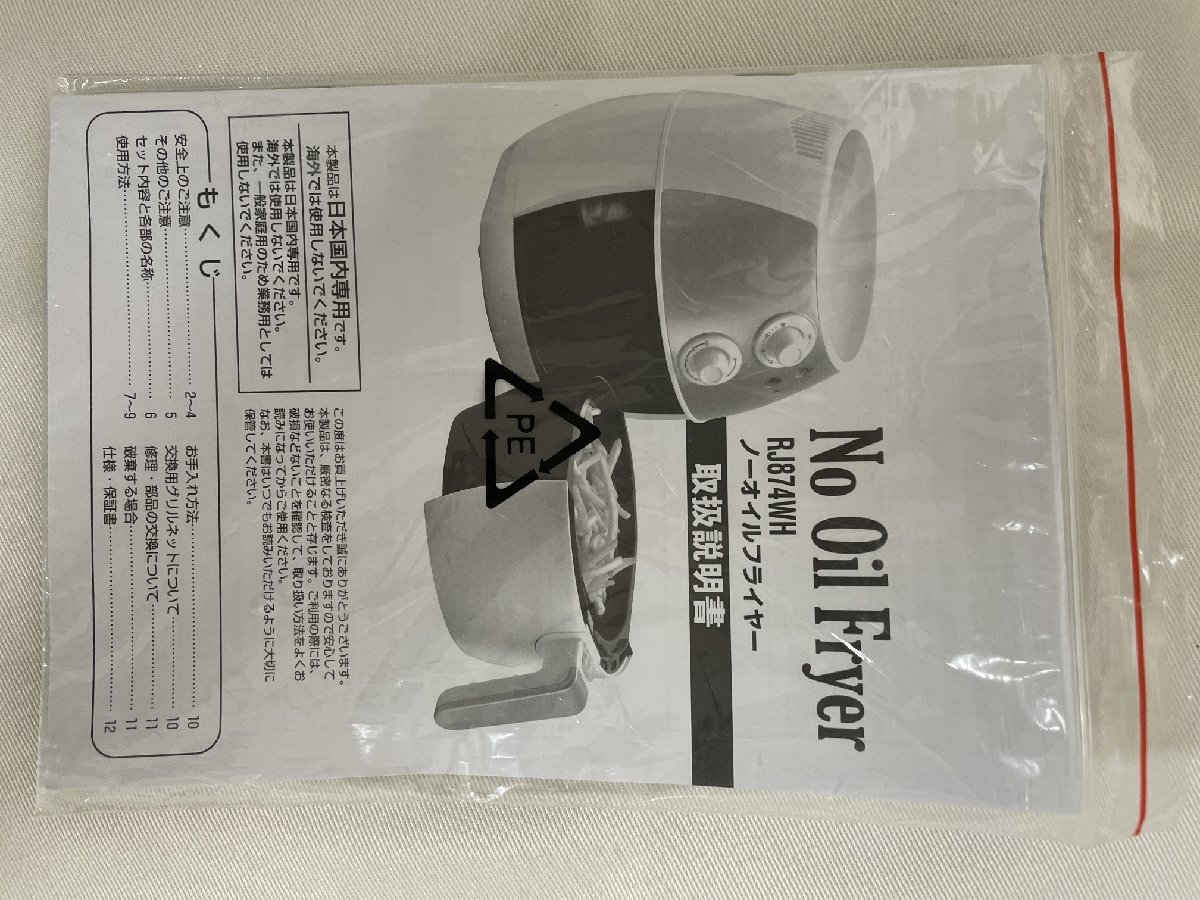 No Oil Fryer
RJ874WH
ノーオイルフライヤー
取扱説明書
PE
本製品は日本国内専用です。
海外では使用しないでください。
本製品は日本国内専用です。
海外では使用しないでください。
また、一般家庭用のため業務用としては
使用しないでください。
この度はお買上げいただき誠にありがとうございます。
本製品は、厳密なる検査をしておりますので安心して
お使いいただけることと存じます。ご利用の際には、
破損などないことを確認して、取り扱い方法をよくお
読みになってからご使用ください。
なお、本書はいつでもお読みいただけるように大切に
保管してください。
もくじ
安全上のご注意……………………… 2〜4
その他のご注意……………………… 5
セット内容と各部の名称…………… 6
使用方法……………………………… 7〜9
お手入れ方法………………………… 10
交換用グリルネットについて……… 10
修理・部品の交換について………… 11
破棄する場合………………………… 11
仕様・保証書………………………… 12